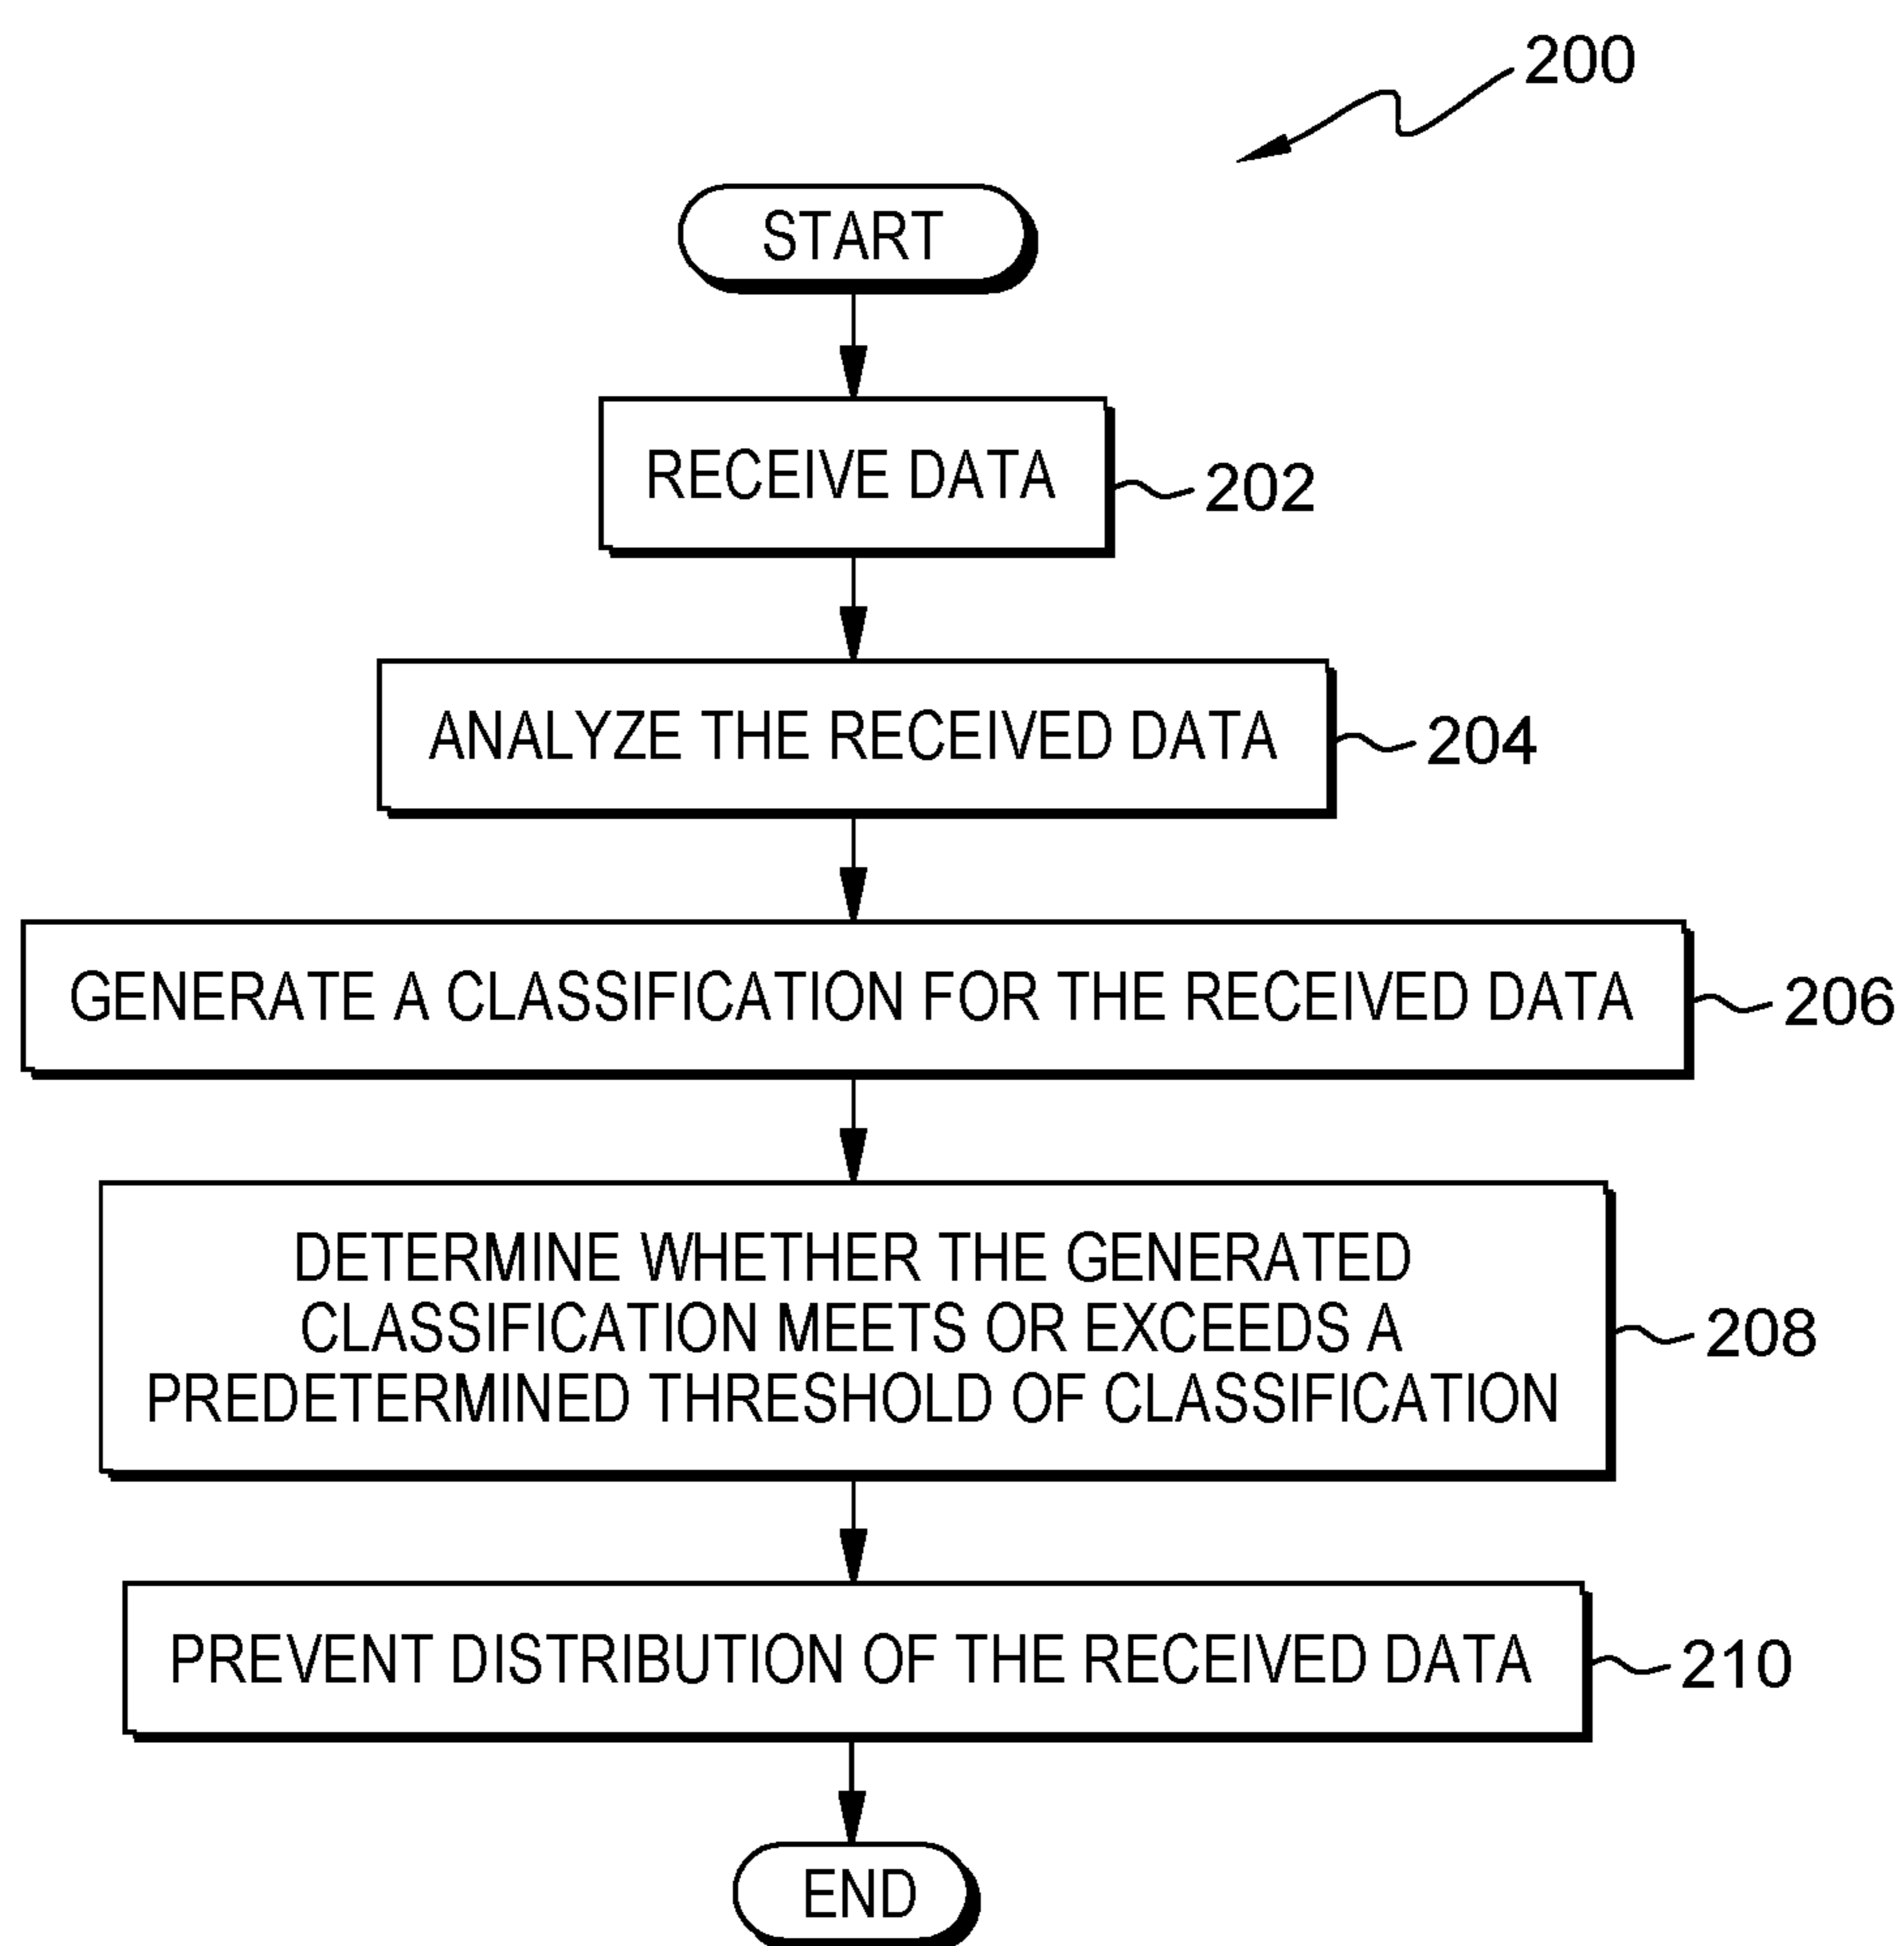 200
START
RECEIVE DATA
202
ANALYZE THE RECEIVED DATA
204
GENERATE A CLASSIFICATION FOR THE RECEIVED DATA
206
DETERMINE WHETHER THE GENERATED
CLASSIFICATION MEETS OR EXCEEDS A
PREDETERMINED THRESHOLD OF CLASSIFICATION
208
PREVENT DISTRIBUTION OF THE RECEIVED DATA
210
END